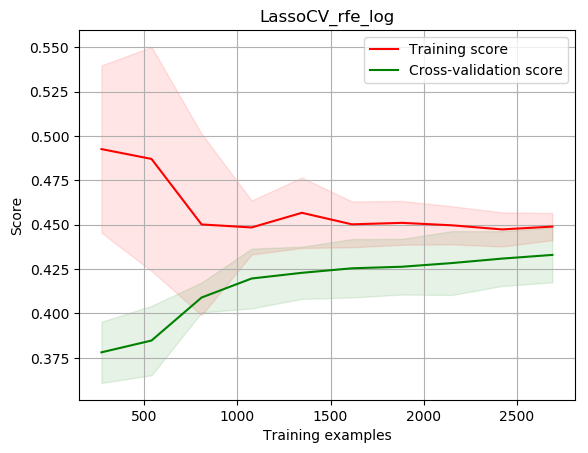 LassoCV_rfe_log
Training score
Cross-validation score
0.550
0.525
0.500
0.475
0.450
0.425
0.400
0.375
Score
500
1000
1500
2000
2500
Training examples